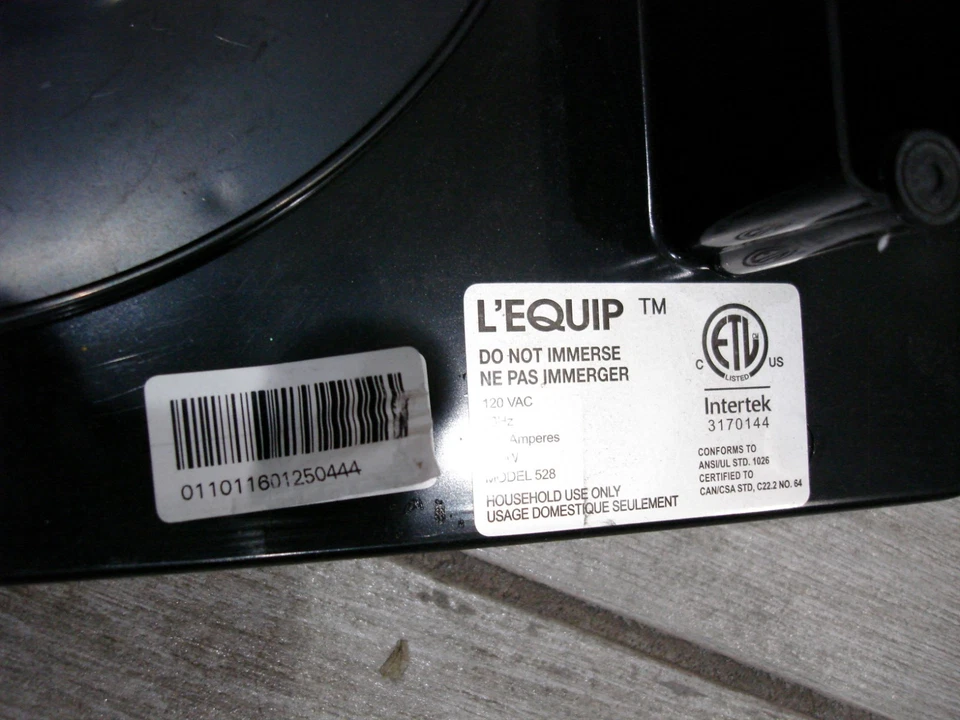 011011601250444
L'EQUIP ™
DO NOT IMMERSE
NE PAS IMMERGER
120 VAC
Hz
Amperes
W
MODEL 528
HOUSEHOLD USE ONLY
USAGE DOMESTIQUE SEULEMENT
ETL
C US
LISTED
Intertek
3170144
CONFORMS TO
ANSI/UL STD. 1026
CERTIFIED TO
CAN/CSA STD, C22.2 NO. 64